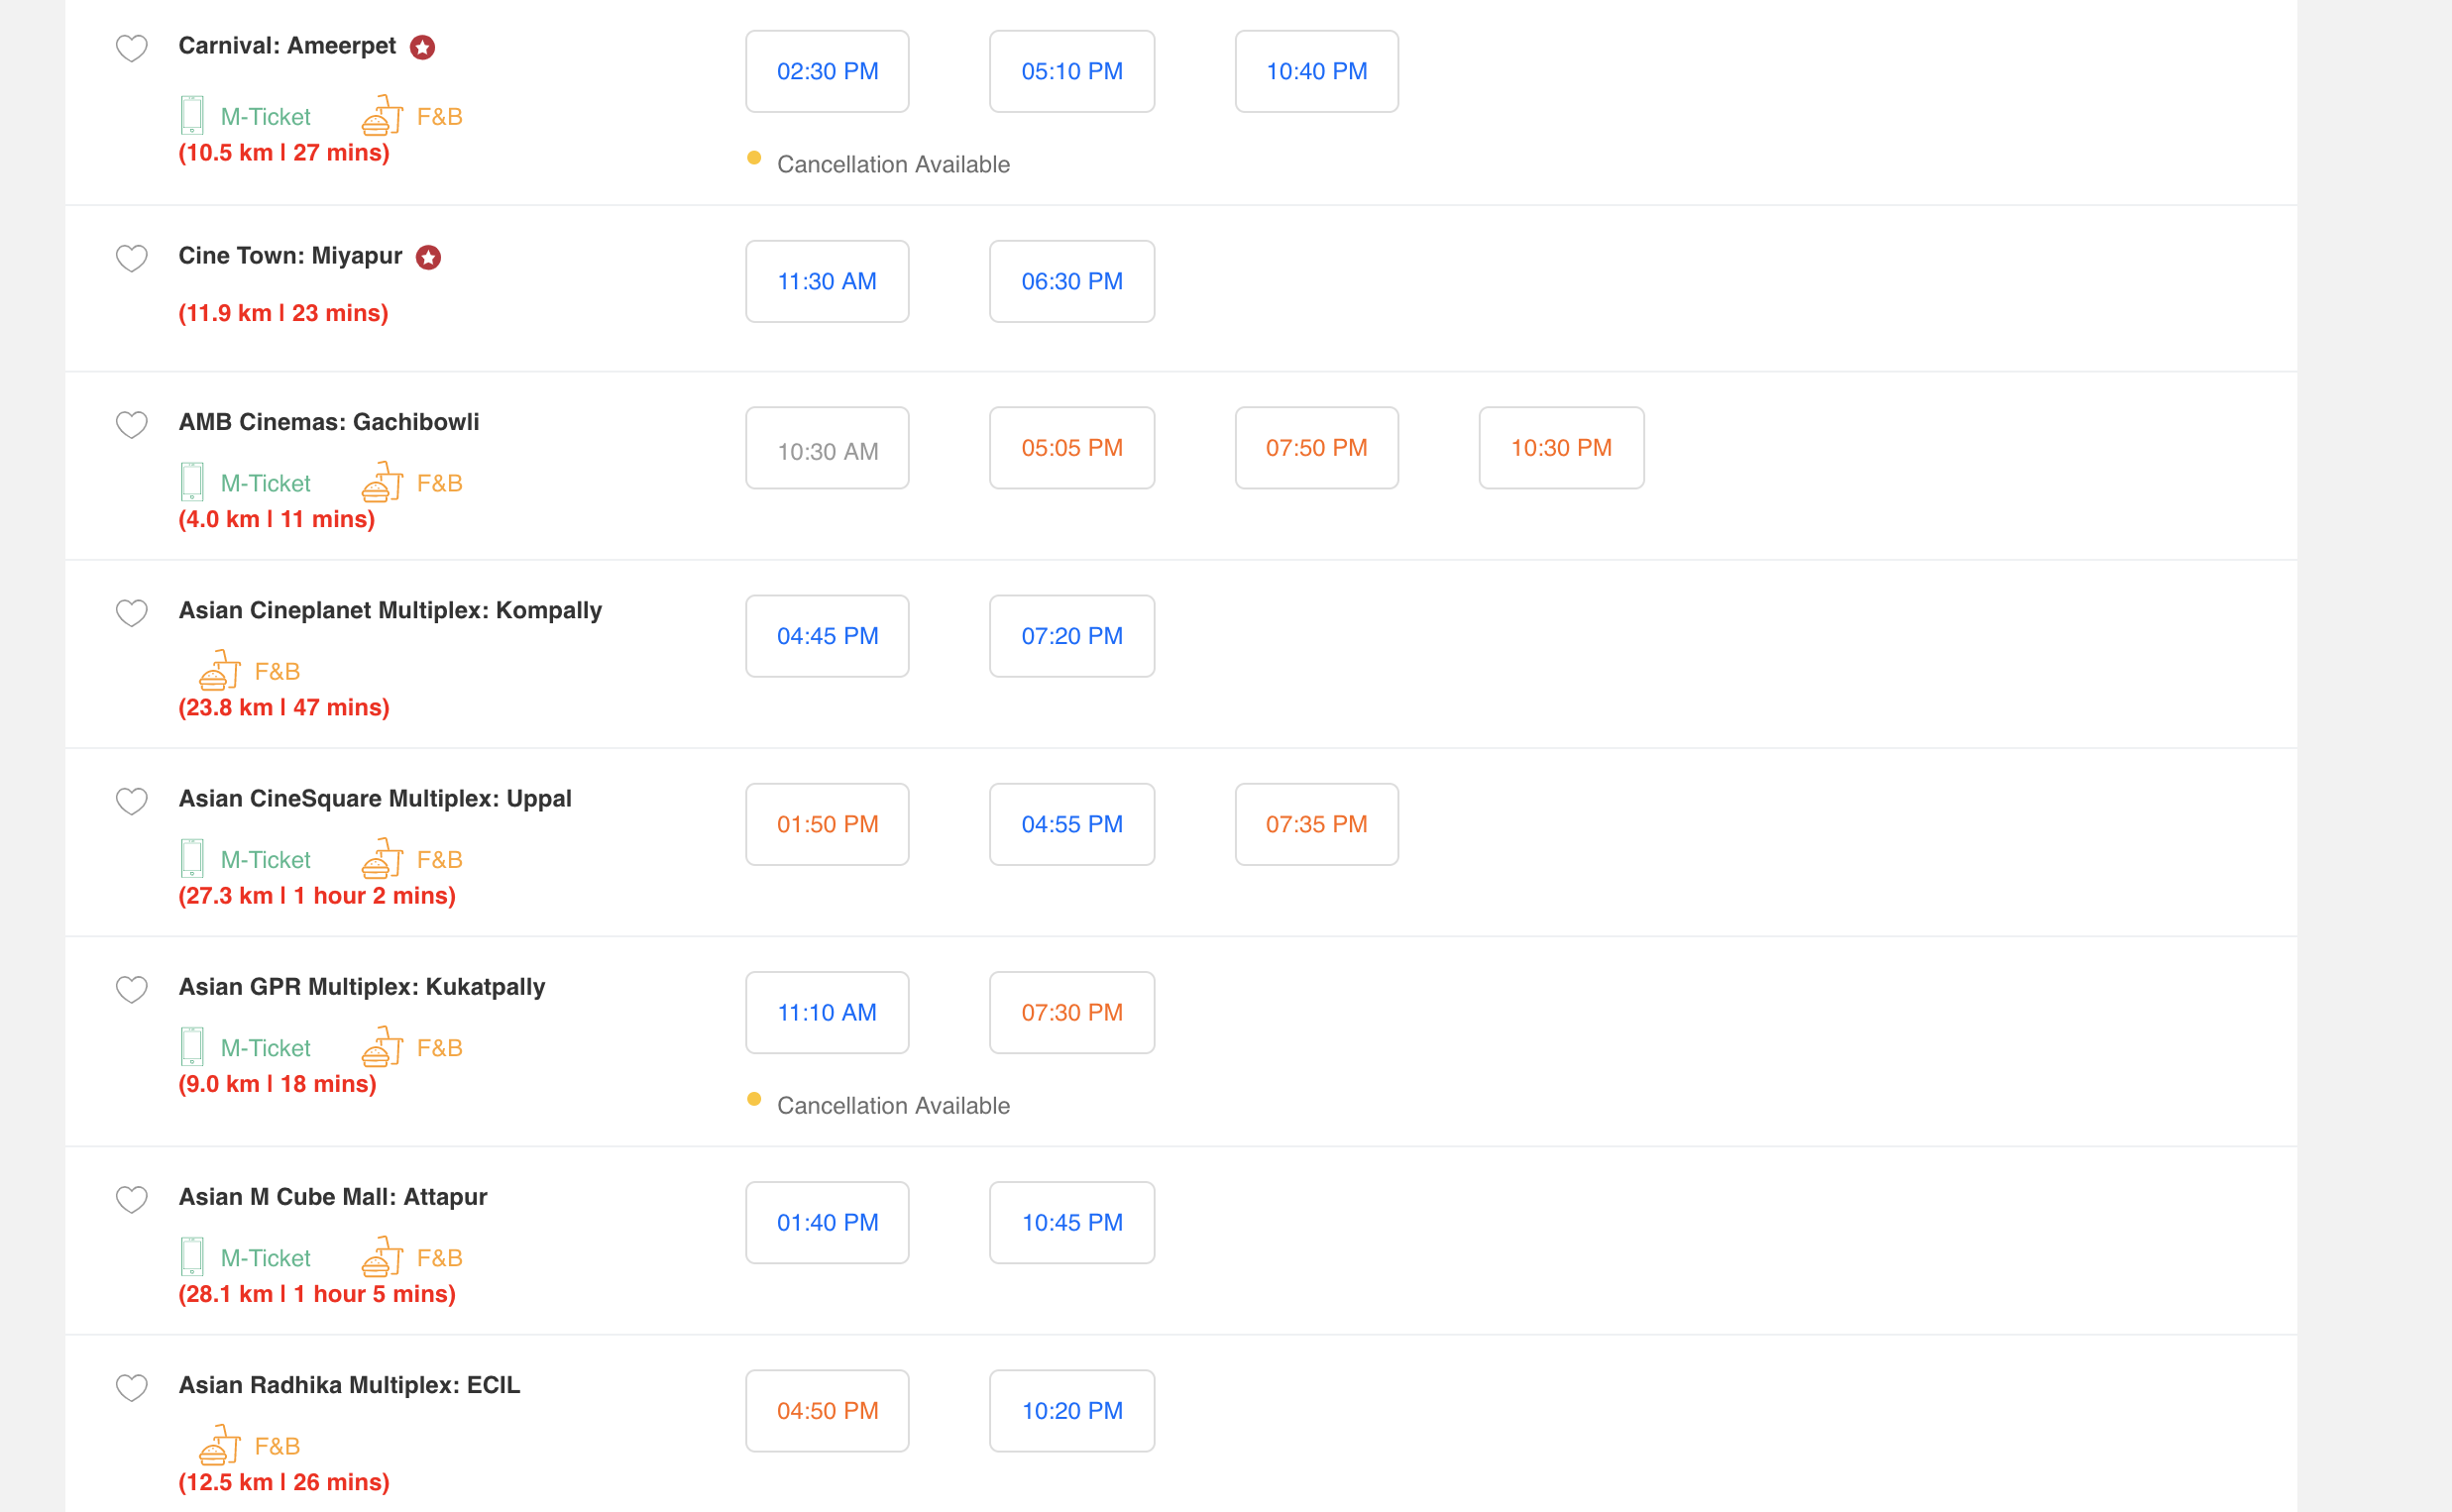 Carnival: Ameerpet
02:30 PM 05:10 PM 10:40 PM
M-Ticket F&B
(10.5 km | 27 mins)
Cancellation Available
Cine Town: Miyapur
11:30 AM 06:30 PM
(11.9 km | 23 mins)
AMB Cinemas: Gachibowli
10:30 AM 05:05 PM 07:50 PM 10:30 PM
M-Ticket F&B
(4.0 km | 11 mins)
Asian Cineplanet Multiplex: Kompally
04:45 PM 07:20 PM
F&B
(23.8 km | 47 mins)
Asian CineSquare Multiplex: Uppal
01:50 PM 04:55 PM 07:35 PM
M-Ticket F&B
(27.3 km | 1 hour 2 mins)
Asian GPR Multiplex: Kukatpally
11:10 AM 07:30 PM
M-Ticket F&B
(9.0 km | 18 mins)
Cancellation Available
Asian M Cube Mall: Attapur
01:40 PM 10:45 PM
M-Ticket F&B
(28.1 km | 1 hour 5 mins)
Asian Radhika Multiplex: ECIL
04:50 PM 10:20 PM
F&B
(12.5 km | 26 mins)